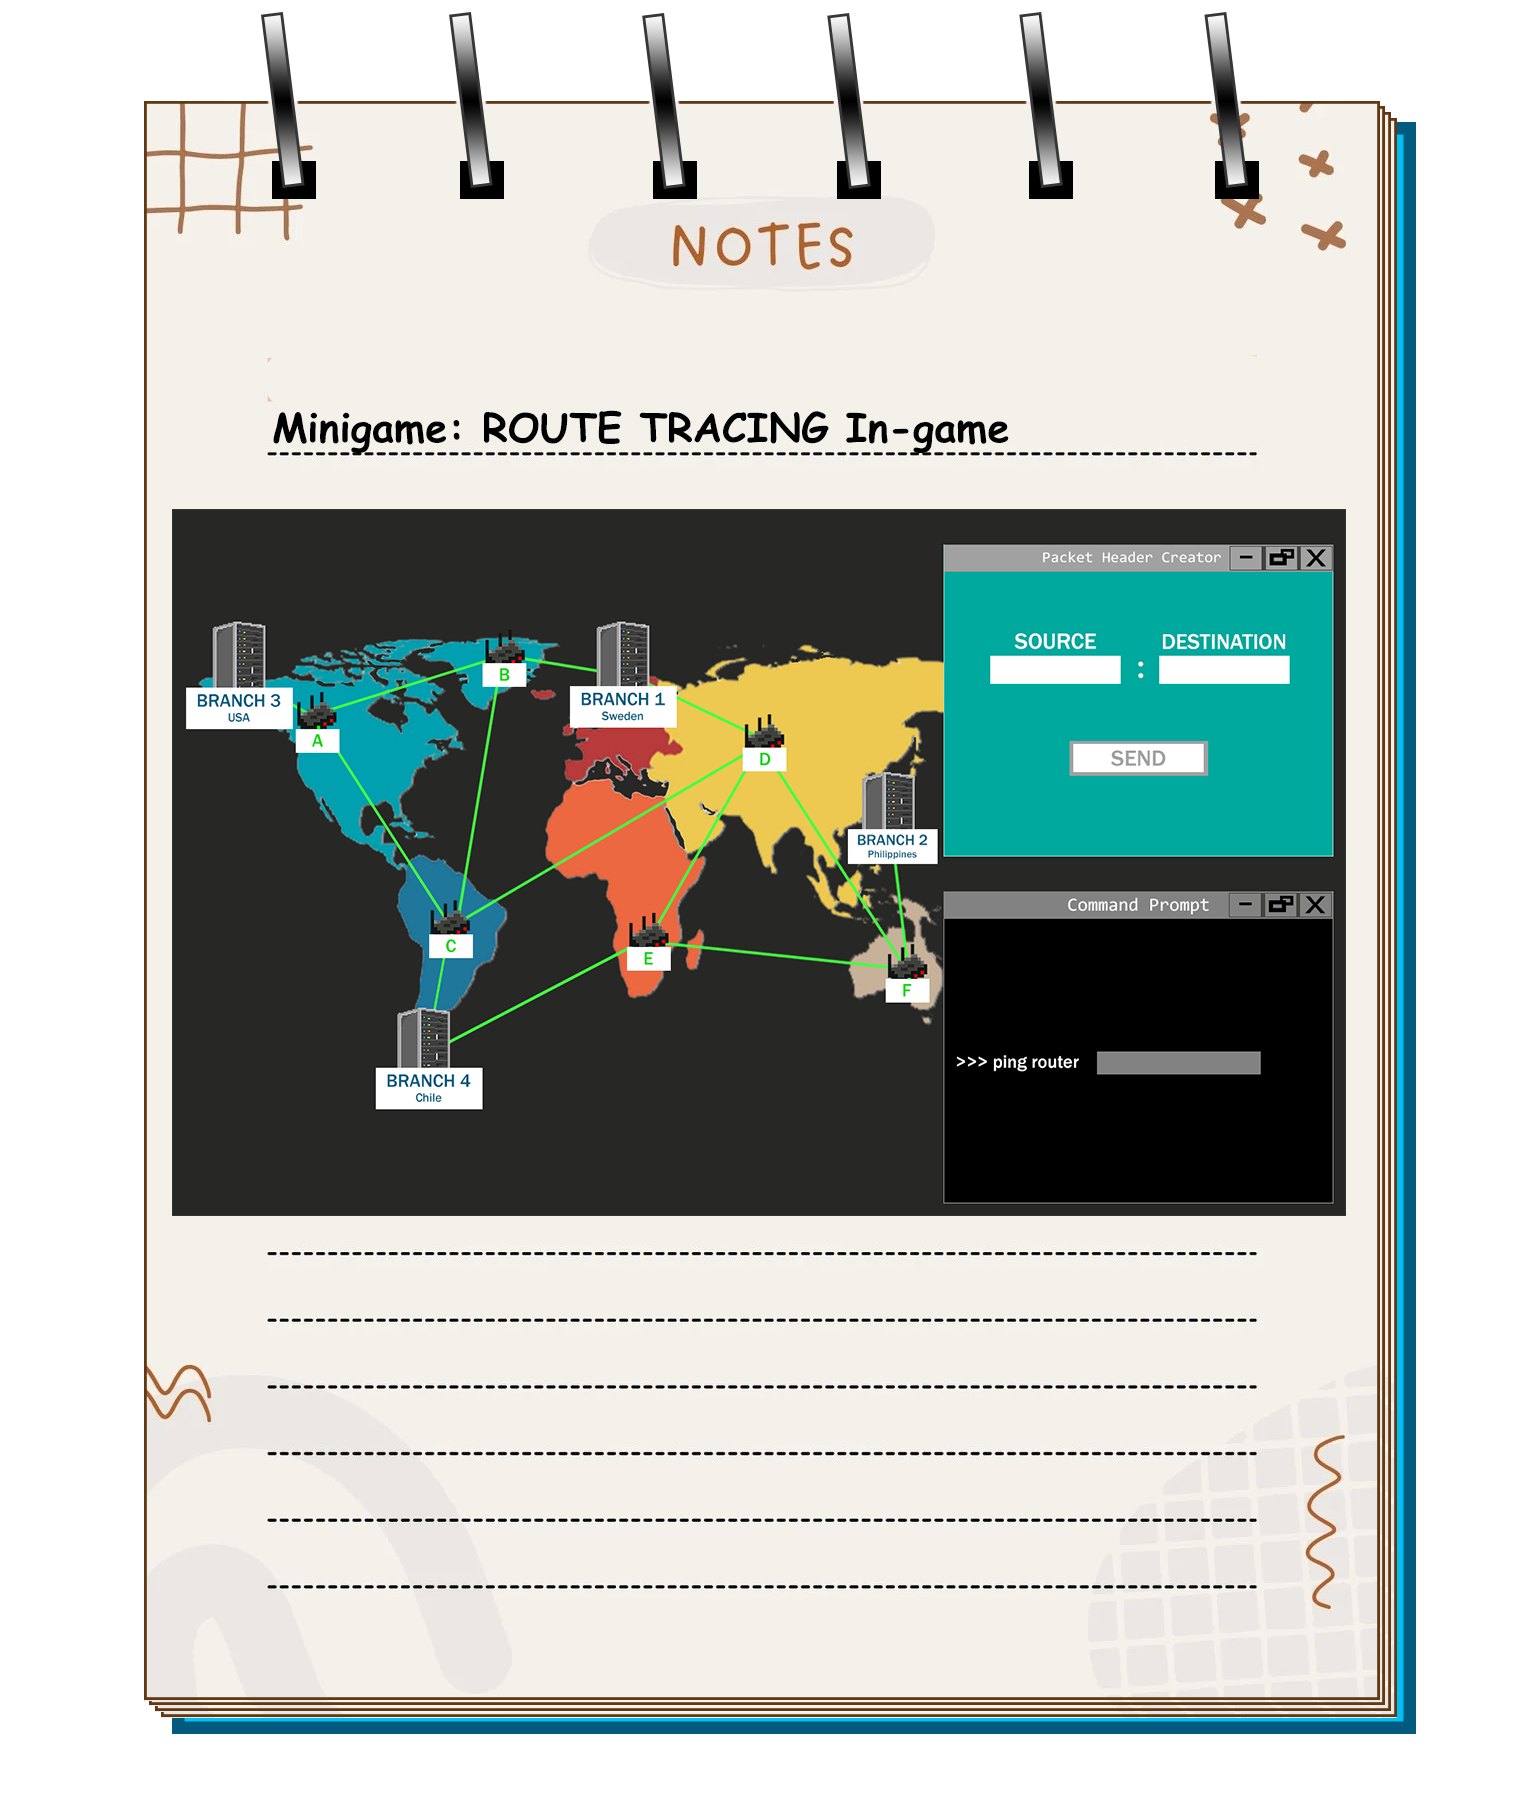 NOTES
Minigame: ROUTE TRACING In-game
Packet Header Creator
SOURCE : DESTINATION
SEND
BRANCH 3
USA
A
B
BRANCH 1
Sweden
D
BRANCH 2
Philippines
C
E
F
BRANCH 4
Chile
Command Prompt
>>> ping router